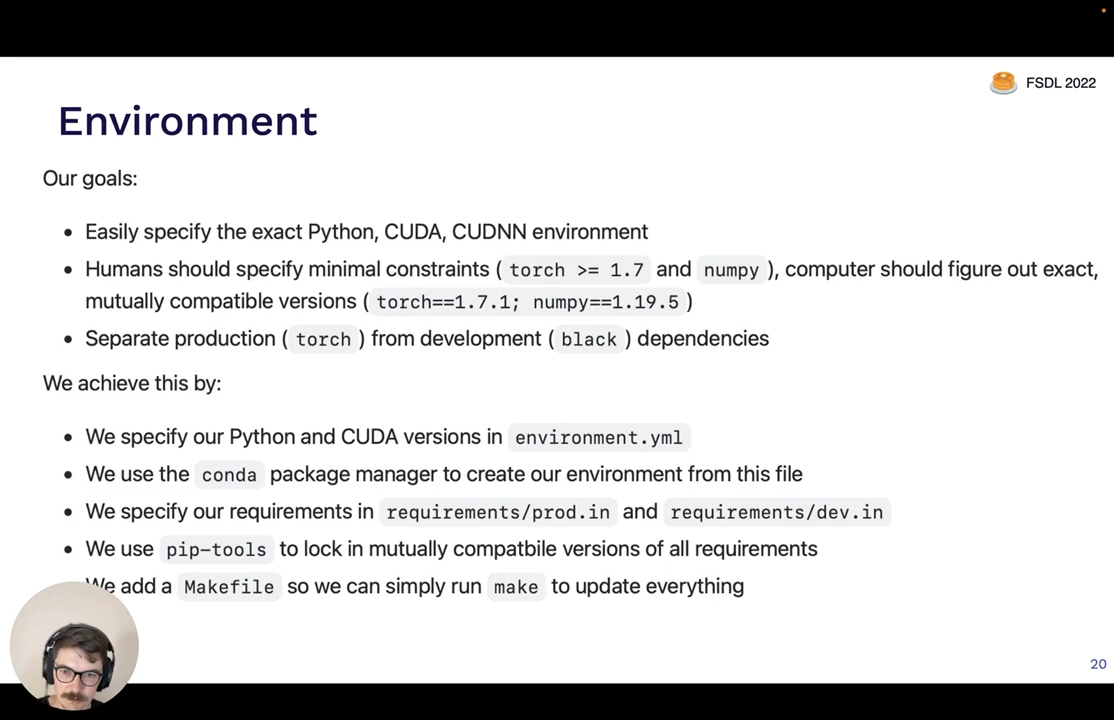 FSDL 2022
Environment
Our goals:
Easily specify the exact Python, CUDA, CUDNN environment
Humans should specify minimal constraints ( torch >= 1.7 and numpy ), computer should figure out exact,
mutually compatible versions ( torch==1.7.1; numpy==1.19.5 )
Separate production ( torch ) from development ( black ) dependencies
We achieve this by:
We specify our Python and CUDA versions in environment.yml
We use the conda package manager to create our environment from this file
We specify our requirements in requirements/prod.in and requirements/dev.in
We use pip-tools to lock in mutually compatbile versions of all requirements
We add a Makefile so we can simply run make to update everything
20